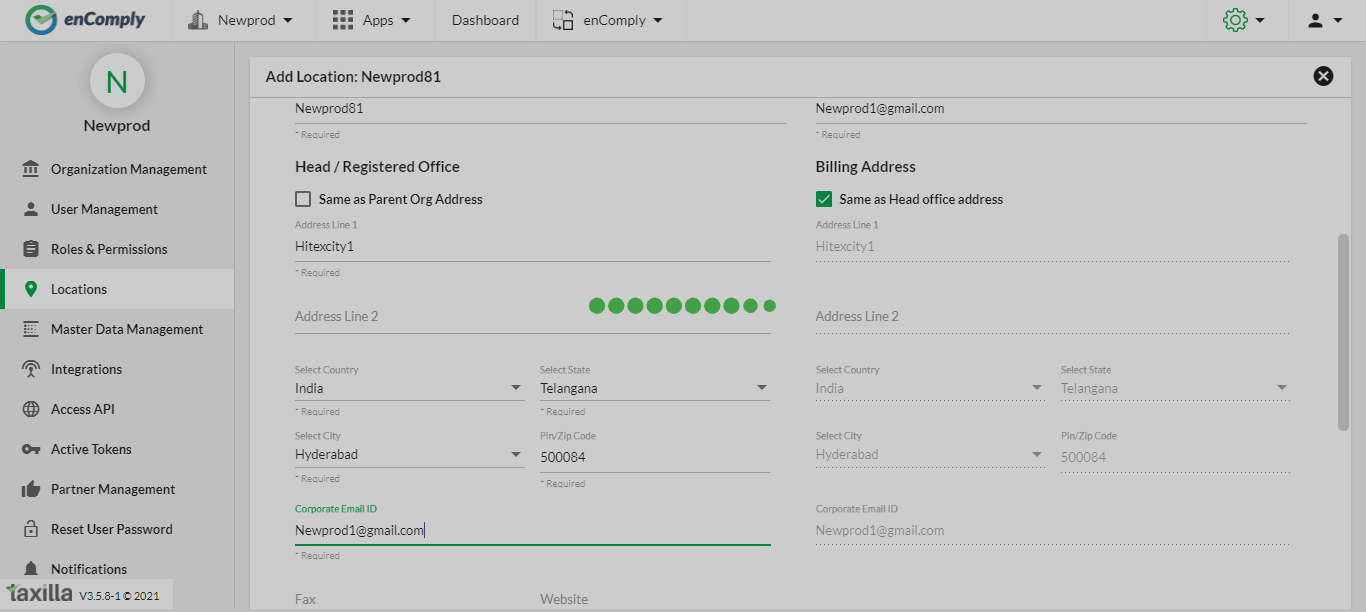 enComply
Newprod
Apps
Dashboard
enComply
N
Newprod
Organization Management
User Management
Roles & Permissions
Locations
Master Data Management
Integrations
Access API
Active Tokens
Partner Management
Reset User Password
Notifications
taxilla V3.5.8-1 © 2021
Add Location: Newprod81
Newprod81 Newprod1@gmail.com
* Required * Required
Head / Registered Office Billing Address
Same as Parent Org Address Same as Head office address
Address Line 1 Address Line 1
Hitexcity1 Hitexcity1
* Required
Address Line 2 Address Line 2
Select Country Select State Select Country Select State
India Telangana India Telangana
* Required * Required
Select City Pin/Zip Code Select City Pin/Zip Code
Hyderabad 500084 Hyderabad 500084
* Required * Required
Corporate Email ID Corporate Email ID
Newprod1@gmail.com Newprod1@gmail.com
* Required
Fax Website